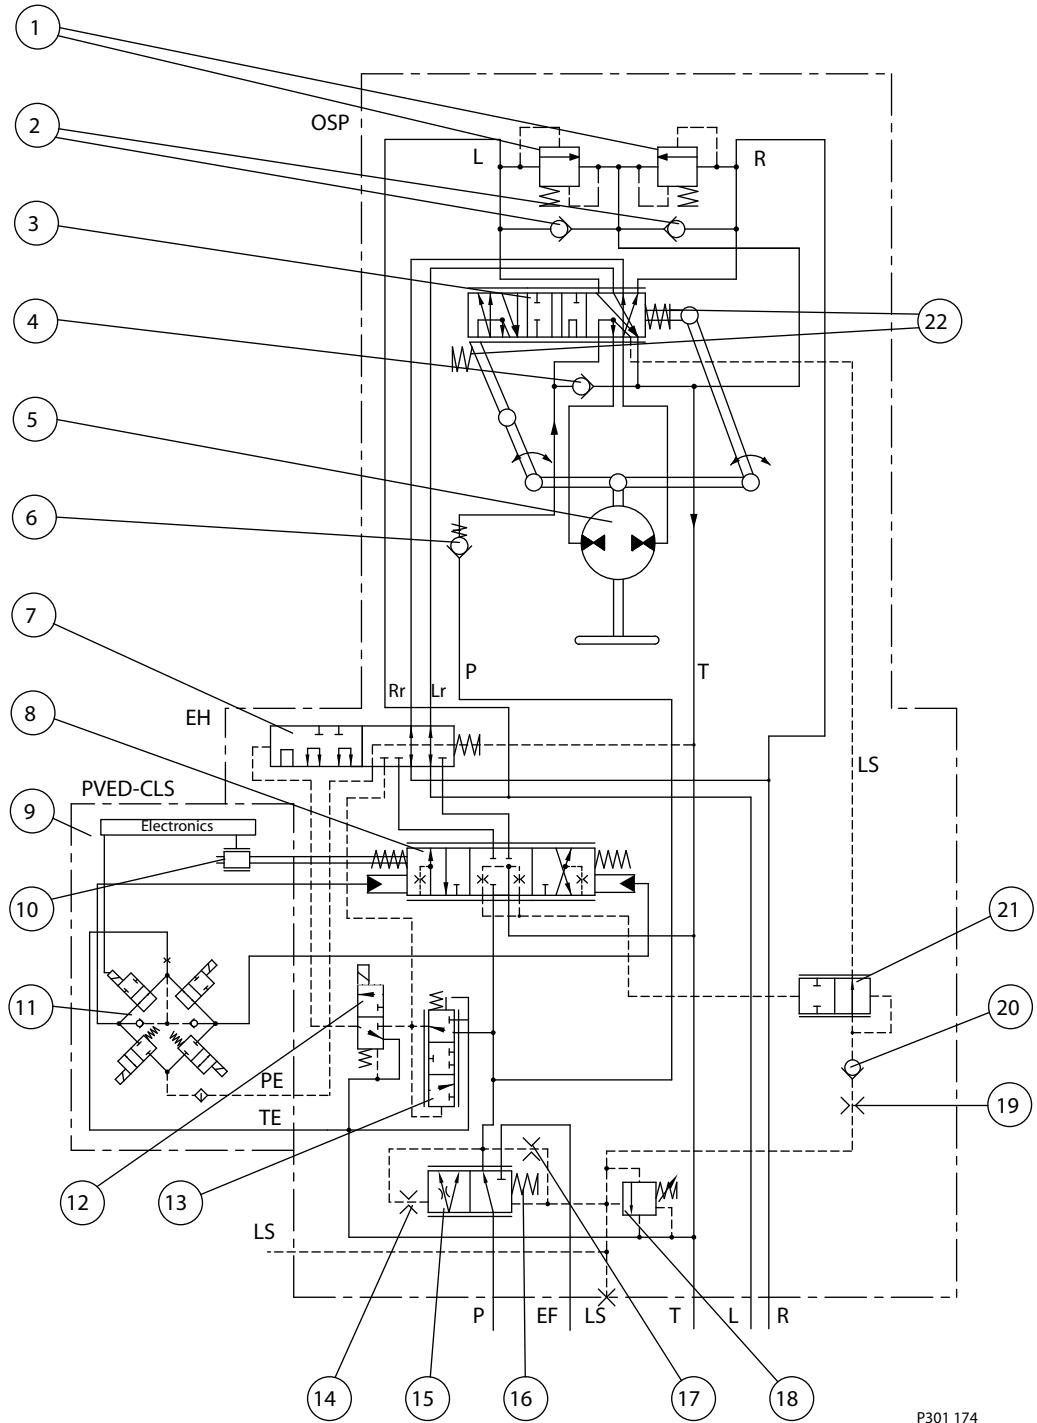 1
OSP
2
L
R
3
4
22
5
6
7
P
T
Rr
Lr
EH
8
LS
PVED-CLS
9
Electronics
10
21
11
20
PE
19
TE
12
13
LS
P
EF
LS
T
L
R
14
15
16
17
18
P301 174